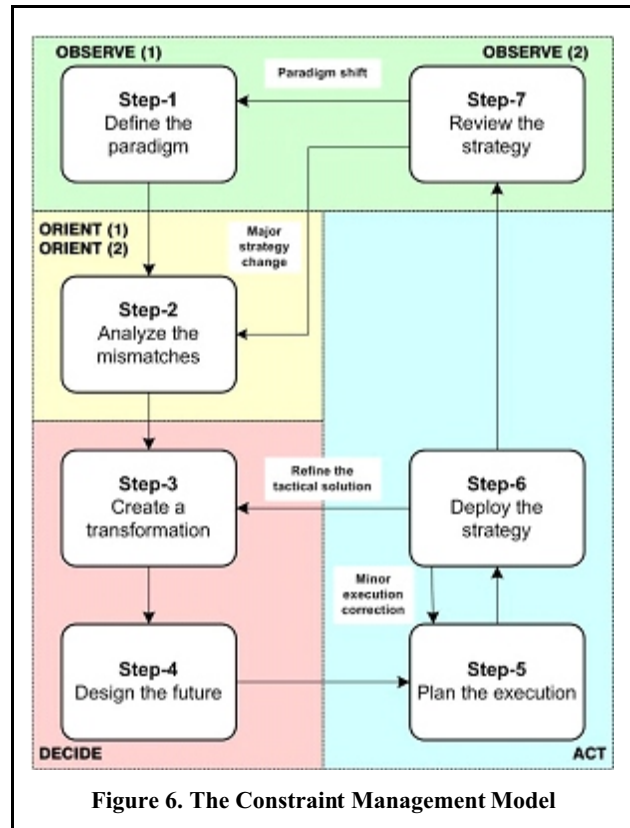 OBSERVE (1)
OBSERVE (2)
Step-1
Define the
paradigm
Paradigm shift
Step-7
Review the
strategy
ORIENT (1)
ORIENT (2)
Major
strategy
change
Step-2
Analyze the
mismatches
Step-3
Create a
transformation
Refine the
tactical solution
Step-6
Deploy the
strategy
Minor
execution
correction
Step-4
Design the future
Step-5
Plan the execution
DECIDE
ACT
Figure 6. The Constraint Management Model